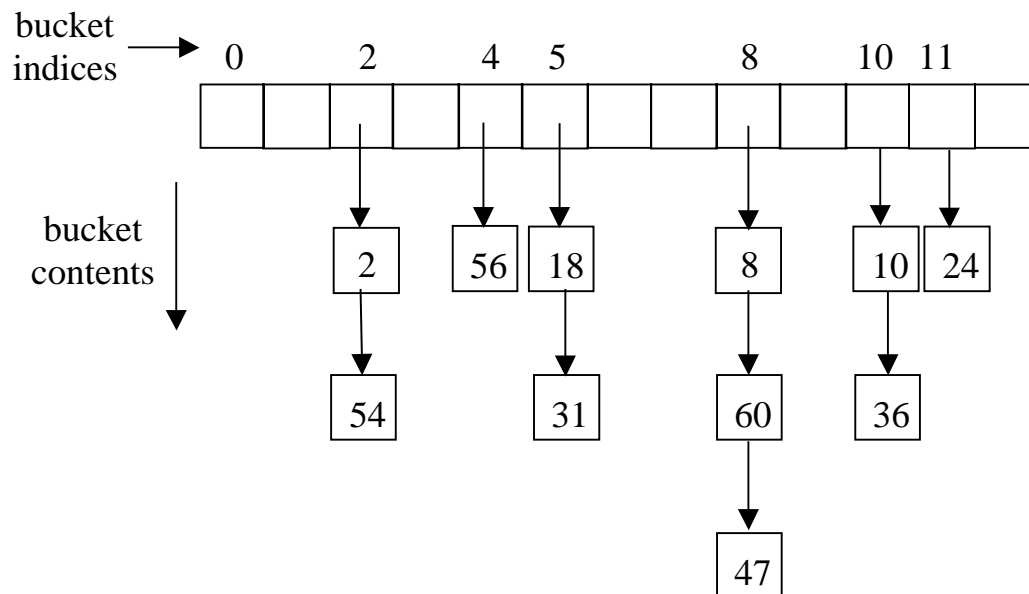 bucket
indices
0 2 4 5 8 10 11
bucket
contents
2 56 18 8 10 24
54 31 60 36
47